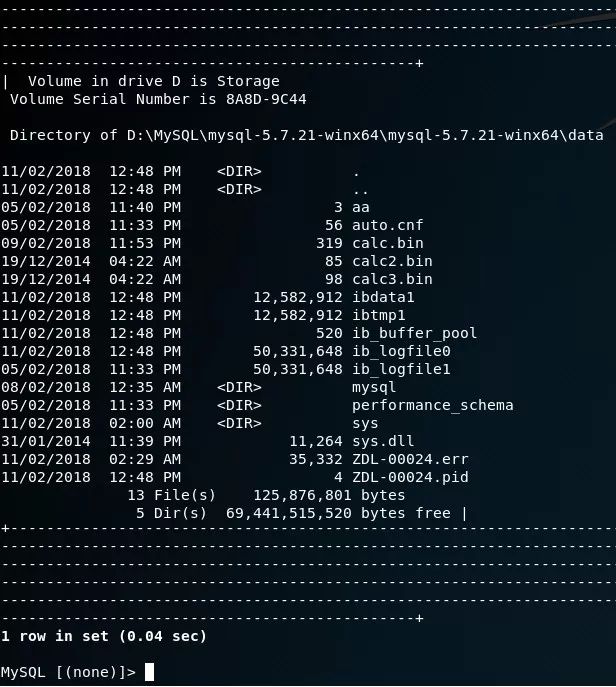 --------------------------------------------------------------------
--------------------------------------------------------------------
--------------------------------------------------------------------
----------------------------------------------+
|  Volume in drive D is Storage
 Volume Serial Number is 8A8D-9C44
 Directory of D:\MySQL\mysql-5.7.21-winx64\mysql-5.7.21-winx64\data
11/02/2018  12:48 PM    <DIR>          .
11/02/2018  12:48 PM    <DIR>          ..
05/02/2018  11:40 PM                 3 aa
05/02/2018  11:33 PM                56 auto.cnf
09/02/2018  11:53 PM               319 calc.bin
19/12/2014  04:22 AM                85 calc2.bin
19/12/2014  04:22 AM                98 calc3.bin
11/02/2018  12:48 PM        12,582,912 ibdata1
11/02/2018  12:48 PM        12,582,912 ibtmp1
11/02/2018  12:48 PM               520 ib_buffer_pool
11/02/2018  12:48 PM        50,331,648 ib_logfile0
05/02/2018  11:33 PM        50,331,648 ib_logfile1
08/02/2018  12:35 AM    <DIR>          mysql
05/02/2018  11:33 PM    <DIR>          performance_schema
11/02/2018  02:00 AM    <DIR>          sys
31/01/2014  11:39 PM            11,264 sys.dll
11/02/2018  02:29 AM            35,332 ZDL-00024.err
11/02/2018  12:48 PM                 4 ZDL-00024.pid
              13 File(s)    125,876,801 bytes
               5 Dir(s)  69,441,515,520 bytes free |
+-------------------------------------------------------------------
--------------------------------------------------------------------
--------------------------------------------------------------------
--------------------------------------------------------------------
--------------------------------------------------------------------
----------------------------------------------+
1 row in set (0.04 sec)
MySQL [(none)]>